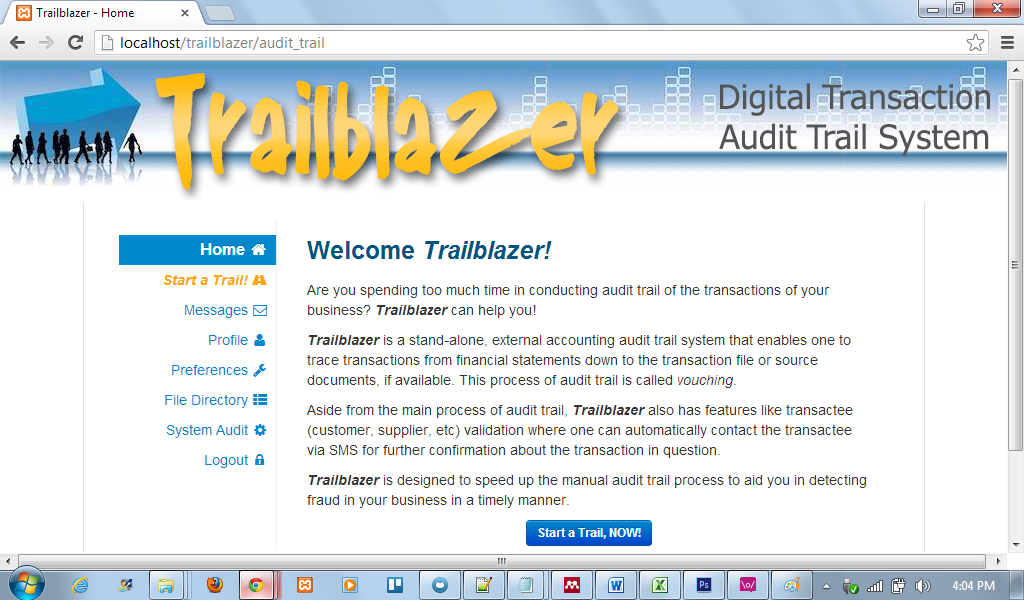 Trailblazer - Home
localhost/trailblazer/audit_trail
Trailblazer
Digital Transaction
Audit Trail System
Home
Start a Trail!
Messages
Profile
Preferences
File Directory
System Audit
Logout
Welcome Trailblazer!
Are you spending too much time in conducting audit trail of the transactions of your
business? Trailblazer can help you!
Trailblazer is a stand-alone, external accounting audit trail system that enables one to
trace transactions from financial statements down to the transaction file or source
documents, if available. This process of audit trail is called vouching.
Aside from the main process of audit trail, Trailblazer also has features like transactee
(customer, supplier, etc) validation where one can automatically contact the transactee
via SMS for further confirmation about the transaction in question.
Trailblazer is designed to speed up the manual audit trail process to aid you in detecting
fraud in your business in a timely manner.
Start a Trail, NOW!
4:04 PM